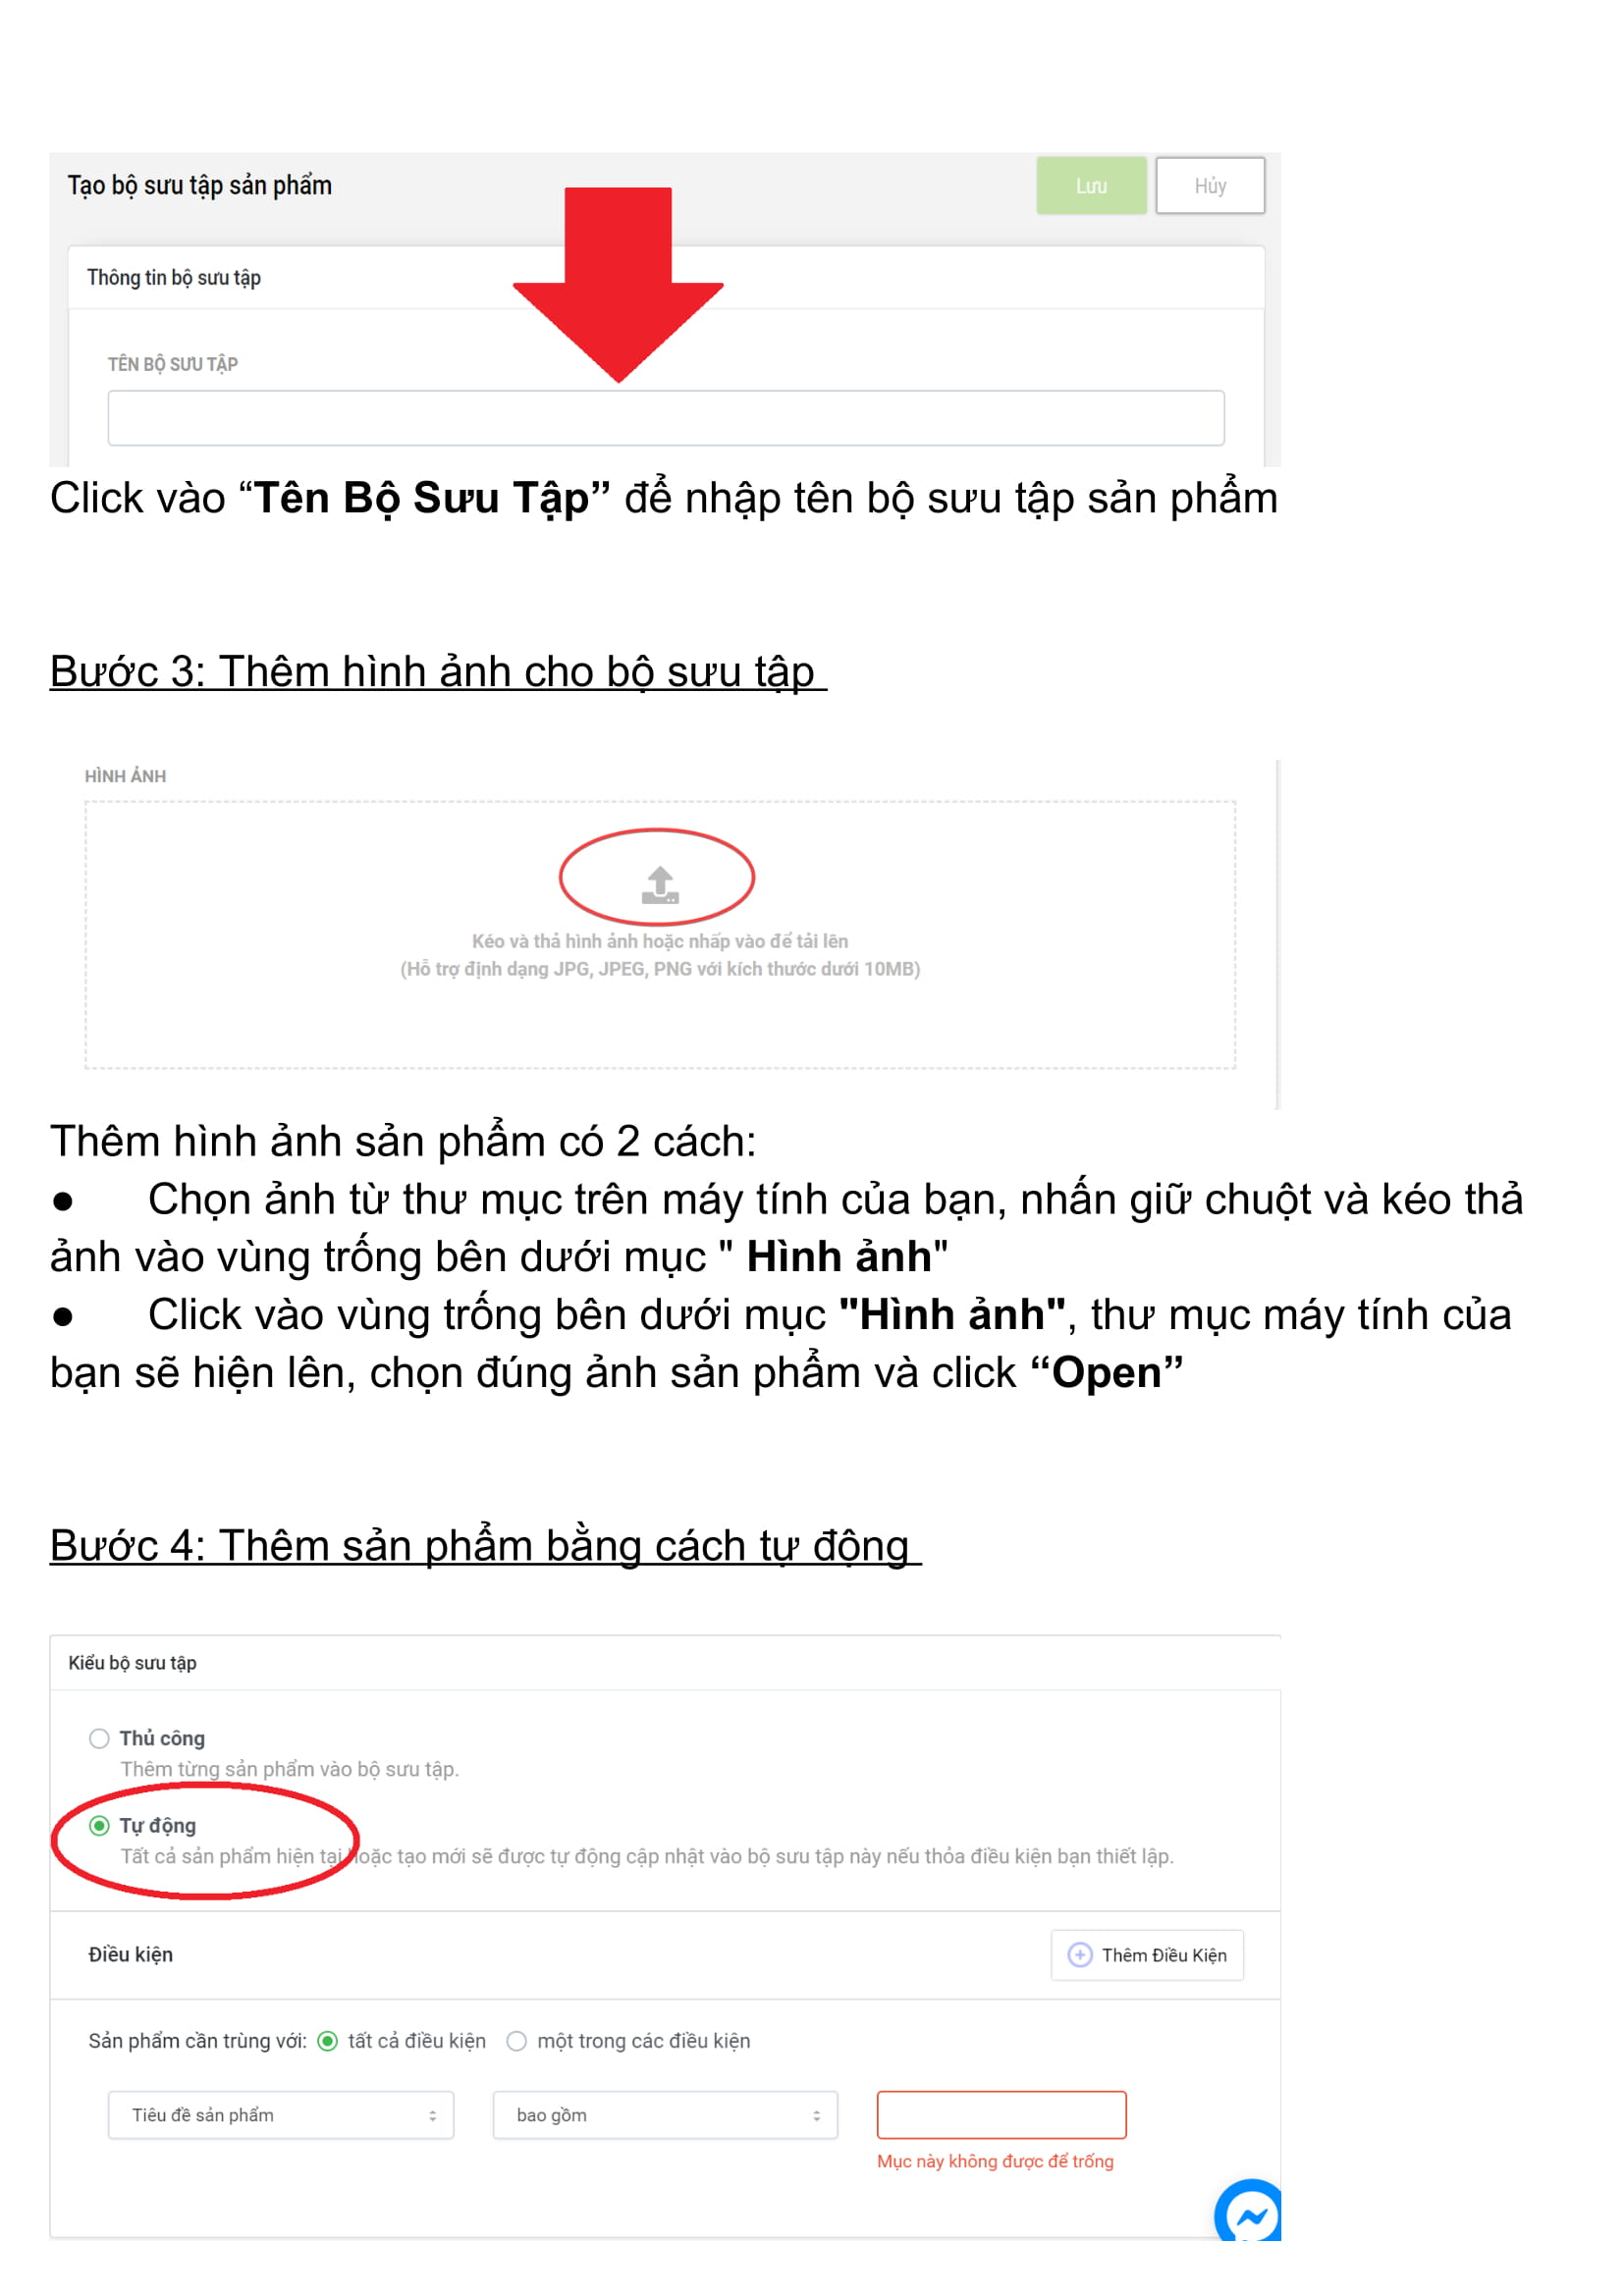 Tạo bộ sưu tập sản phẩm
Lưu
Hủy
Thông tin bộ sưu tập
TÊN BỘ SƯU TẬP
Click vào “Tên Bộ Sưu Tập” để nhập tên bộ sưu tập sản phẩm
Bước 3: Thêm hình ảnh cho bộ sưu tập
HÌNH ẢNH
Kéo và thả hình ảnh hoặc nhấp vào để tải lên
(Hỗ trợ định dạng JPG, JPEG, PNG với kích thước dưới 10MB)
Thêm hình ảnh sản phẩm có 2 cách:
● Chọn ảnh từ thư mục trên máy tính của bạn, nhấn giữ chuột và kéo thả
ảnh vào vùng trống bên dưới mục " Hình ảnh"
● Click vào vùng trống bên dưới mục "Hình ảnh", thư mục máy tính của
bạn sẽ hiện lên, chọn đúng ảnh sản phẩm và click “Open”
Bước 4: Thêm sản phẩm bằng cách tự động
Kiểu bộ sưu tập
Thủ công
Thêm từng sản phẩm vào bộ sưu tập.
Tự động
Tất cả sản phẩm hiện tại hoặc tạo mới sẽ được tự động cập nhật vào bộ sưu tập này nếu thỏa điều kiện bạn thiết lập.
Điều kiện
Thêm Điều Kiện
Sản phẩm cần trùng với: tất cả điều kiện một trong các điều kiện
Tiêu đề sản phẩm
bao gồm
Mục này không được để trống